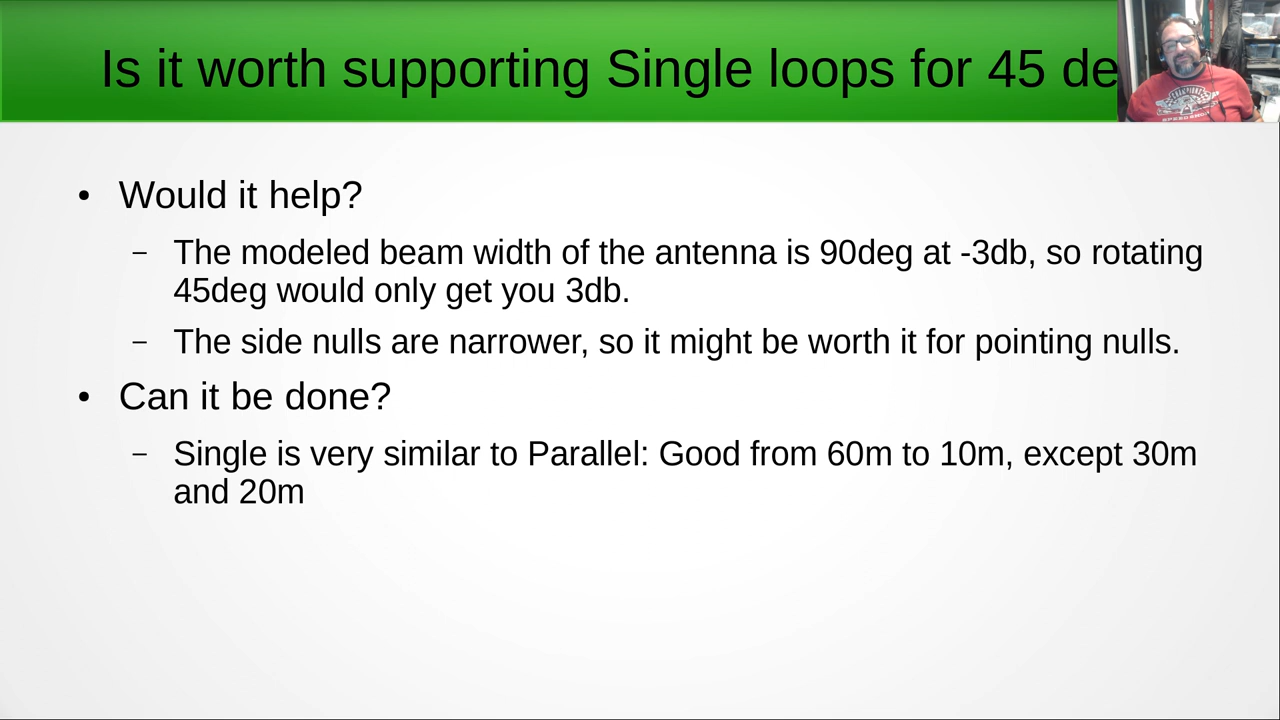 Is it worth supporting Single loops for 45 de
• Would it help?
– The modeled beam width of the antenna is 90deg at -3db, so rotating
45deg would only get you 3db.
– The side nulls are narrower, so it might be worth it for pointing nulls.
• Can it be done?
– Single is very similar to Parallel: Good from 60m to 10m, except 30m
and 20m